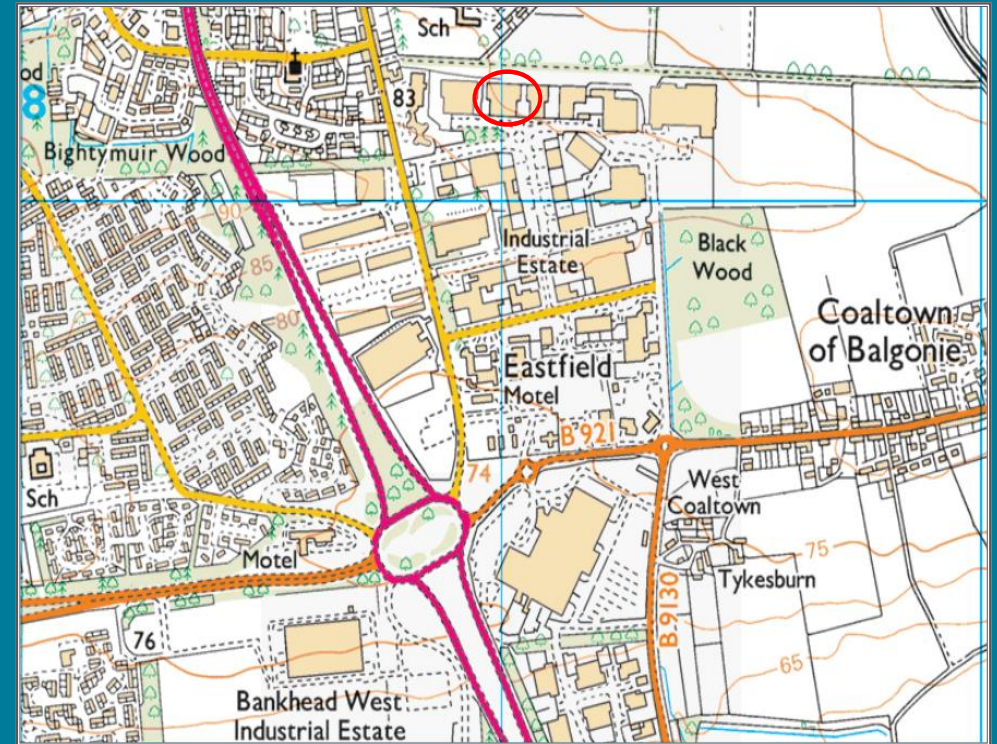 Sch
od
8
83
Bightymuir Wood
90
85
80
Industrial
Estate
Black
Wood
Coaltown
of Balgonie
Eastfield
Motel
B 921
74
West
Coaltown
Sch
Motel
75
Tykesburn
B 9130
76
65
Bankhead West
Industrial Estate